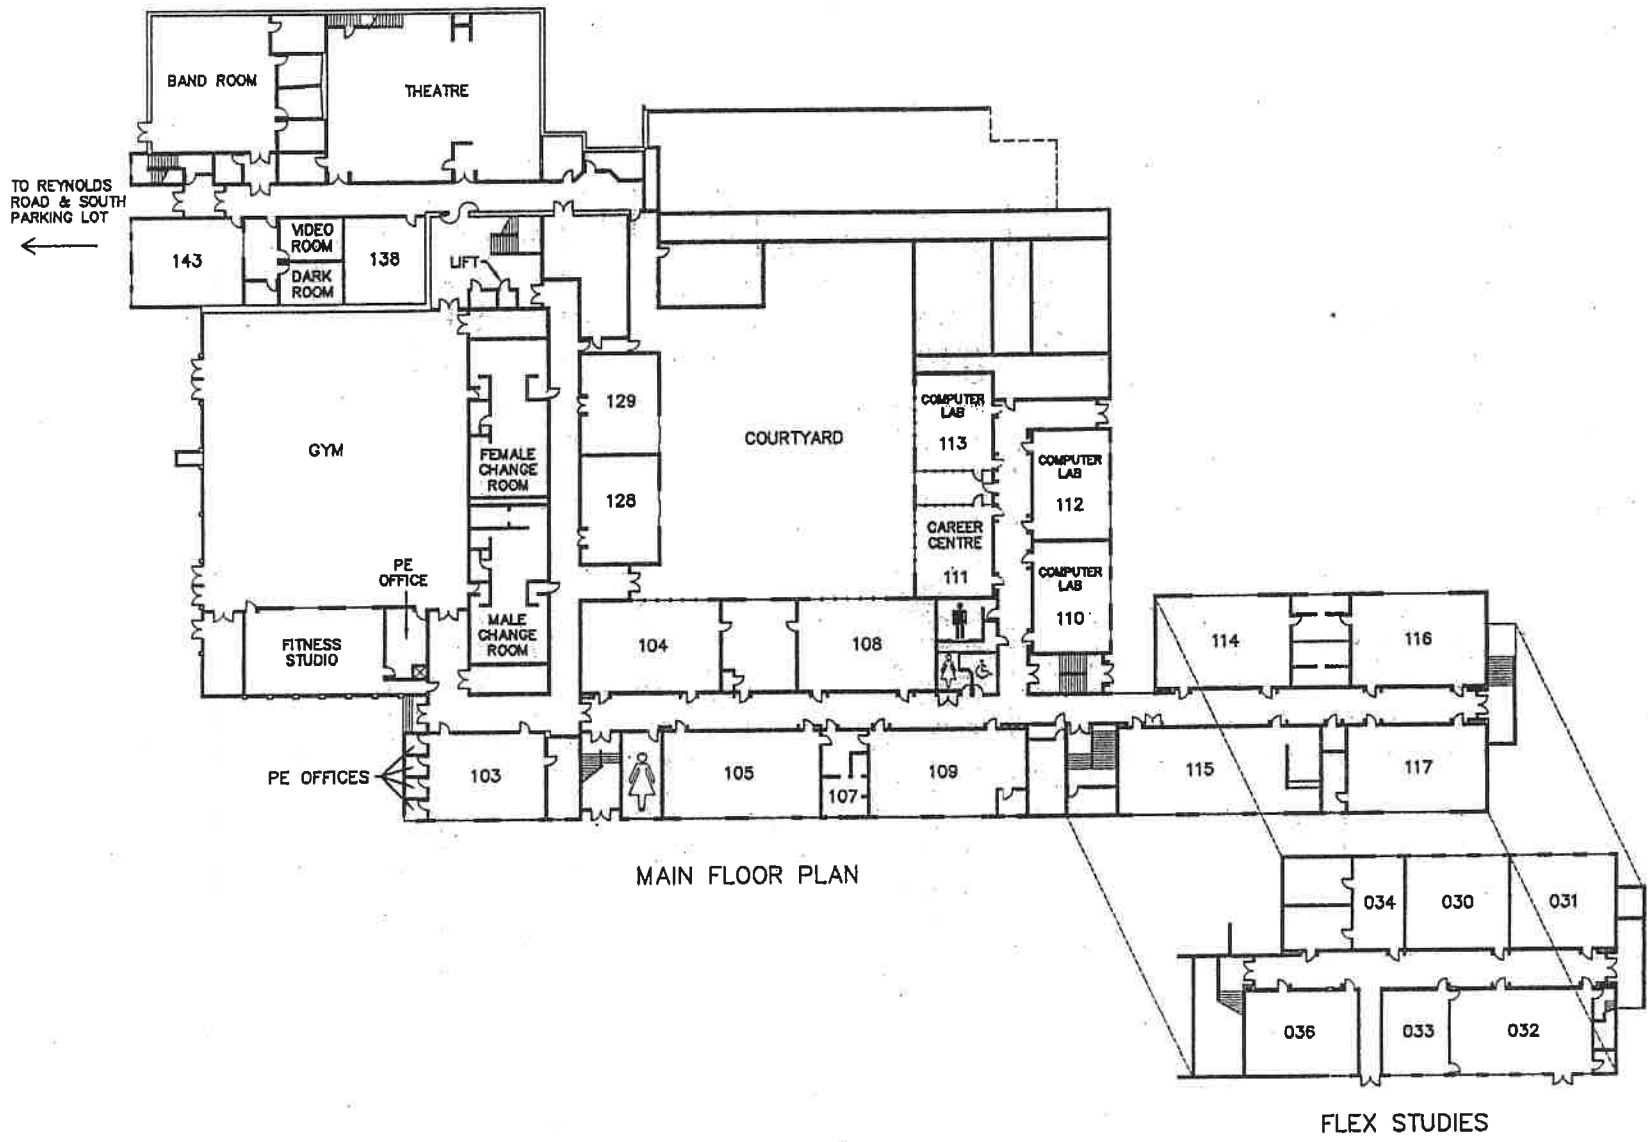 BAND ROOM
THEATRE
TO REYNOLDS
ROAD & SOUTH
PARKING LOT
143
VIDEO
ROOM
DARK
ROOM
138
LIFT
GYM
FEMALE
CHANGE
ROOM
129
128
COURTYARD
COMPUTER
LAB
113
COMPUTER
LAB
112
CAREER
CENTRE
111
COMPUTER
LAB
110
PE
OFFICE
FITNESS
STUDIO
MALE
CHANGE
ROOM
104
108
114
116
PE OFFICES
103
105
107
109
115
117
MAIN FLOOR PLAN
034
030
031
036
033
032
FLEX STUDIES